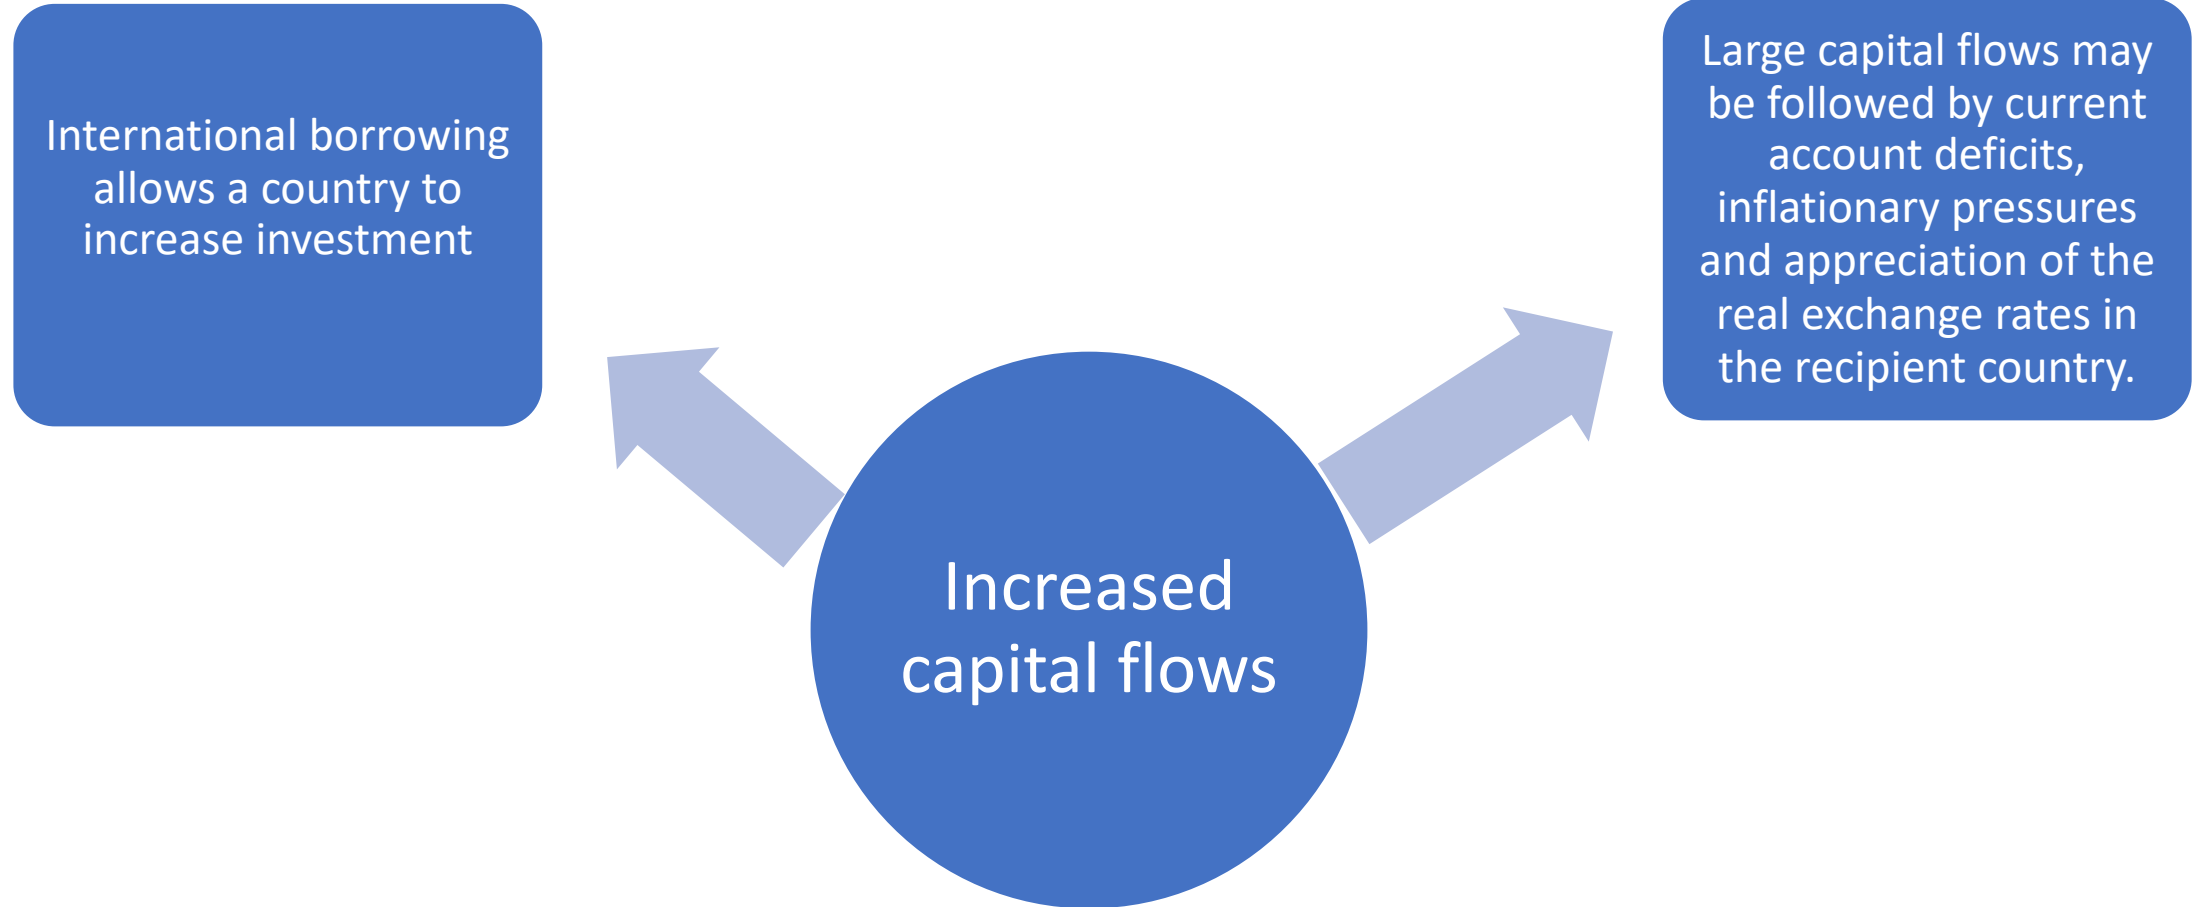 International borrowing
allows a country to
increase investment
Large capital flows may
be followed by current
account deficits,
inflationary pressures
and appreciation of the
real exchange rates in
the recipient country.
Increased
capital flows